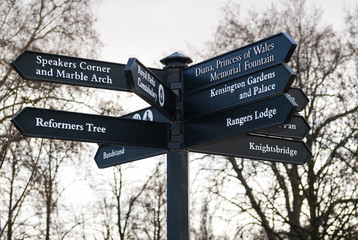 Speakers Corner
and Marble Arch
Reformers Tree
Bandstand
Diana, Princess of Wales
Memorial Fountain
Kensington Gardens
and Palace
Rangers Lodge
Knightsbridge